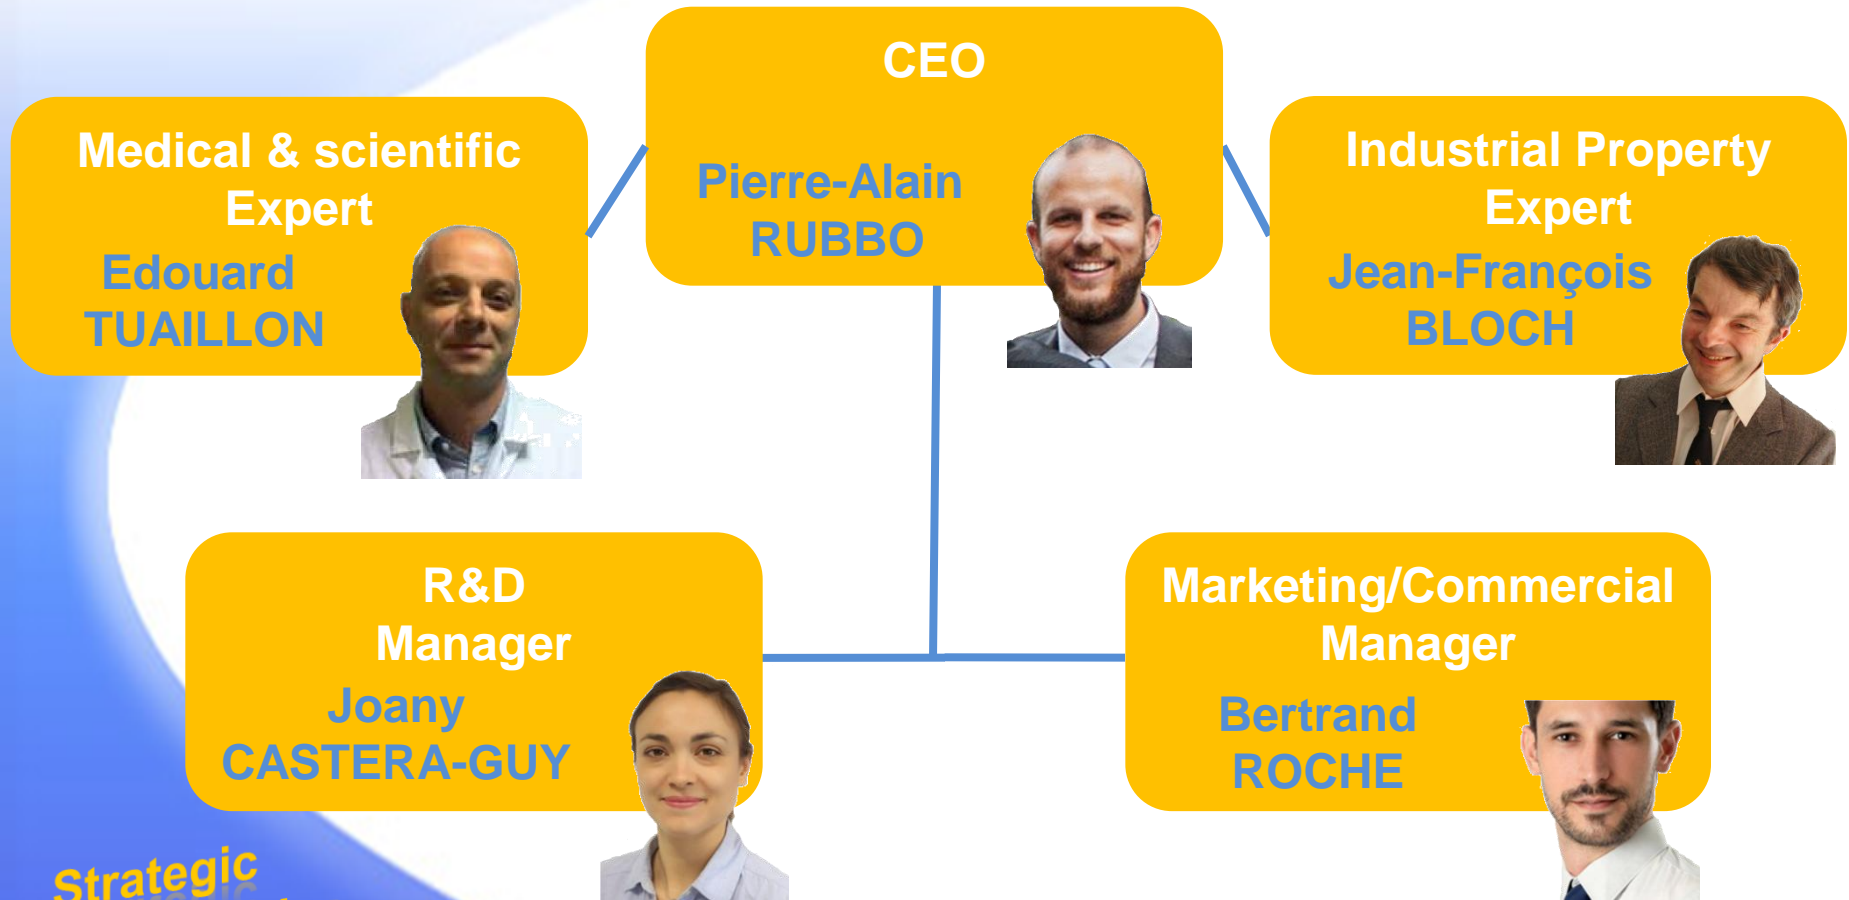 CEO
Pierre-Alain
RUBBO
Medical & scientific
Expert
Edouard
TUAILLON
Industrial Property
Expert
Jean-François
BLOCH
R&D
Manager
Joany
CASTERA-GUY
Marketing/Commercial
Manager
Bertrand
ROCHE
Strategic